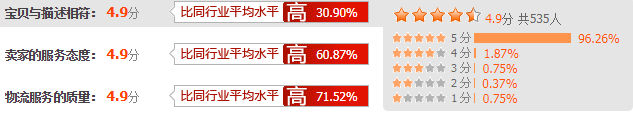 宝贝与描述相符： 4.9分 比同行业平均水平 高 30.90%
卖家的服务态度： 4.9分 比同行业平均水平 高 60.87%
物流服务的质量： 4.9分 比同行业平均水平 高 71.52%
4.9分 共535人
5 分 96.26%
4 分 1.87%
3 分 0.75%
2 分 0.37%
1 分 0.75%